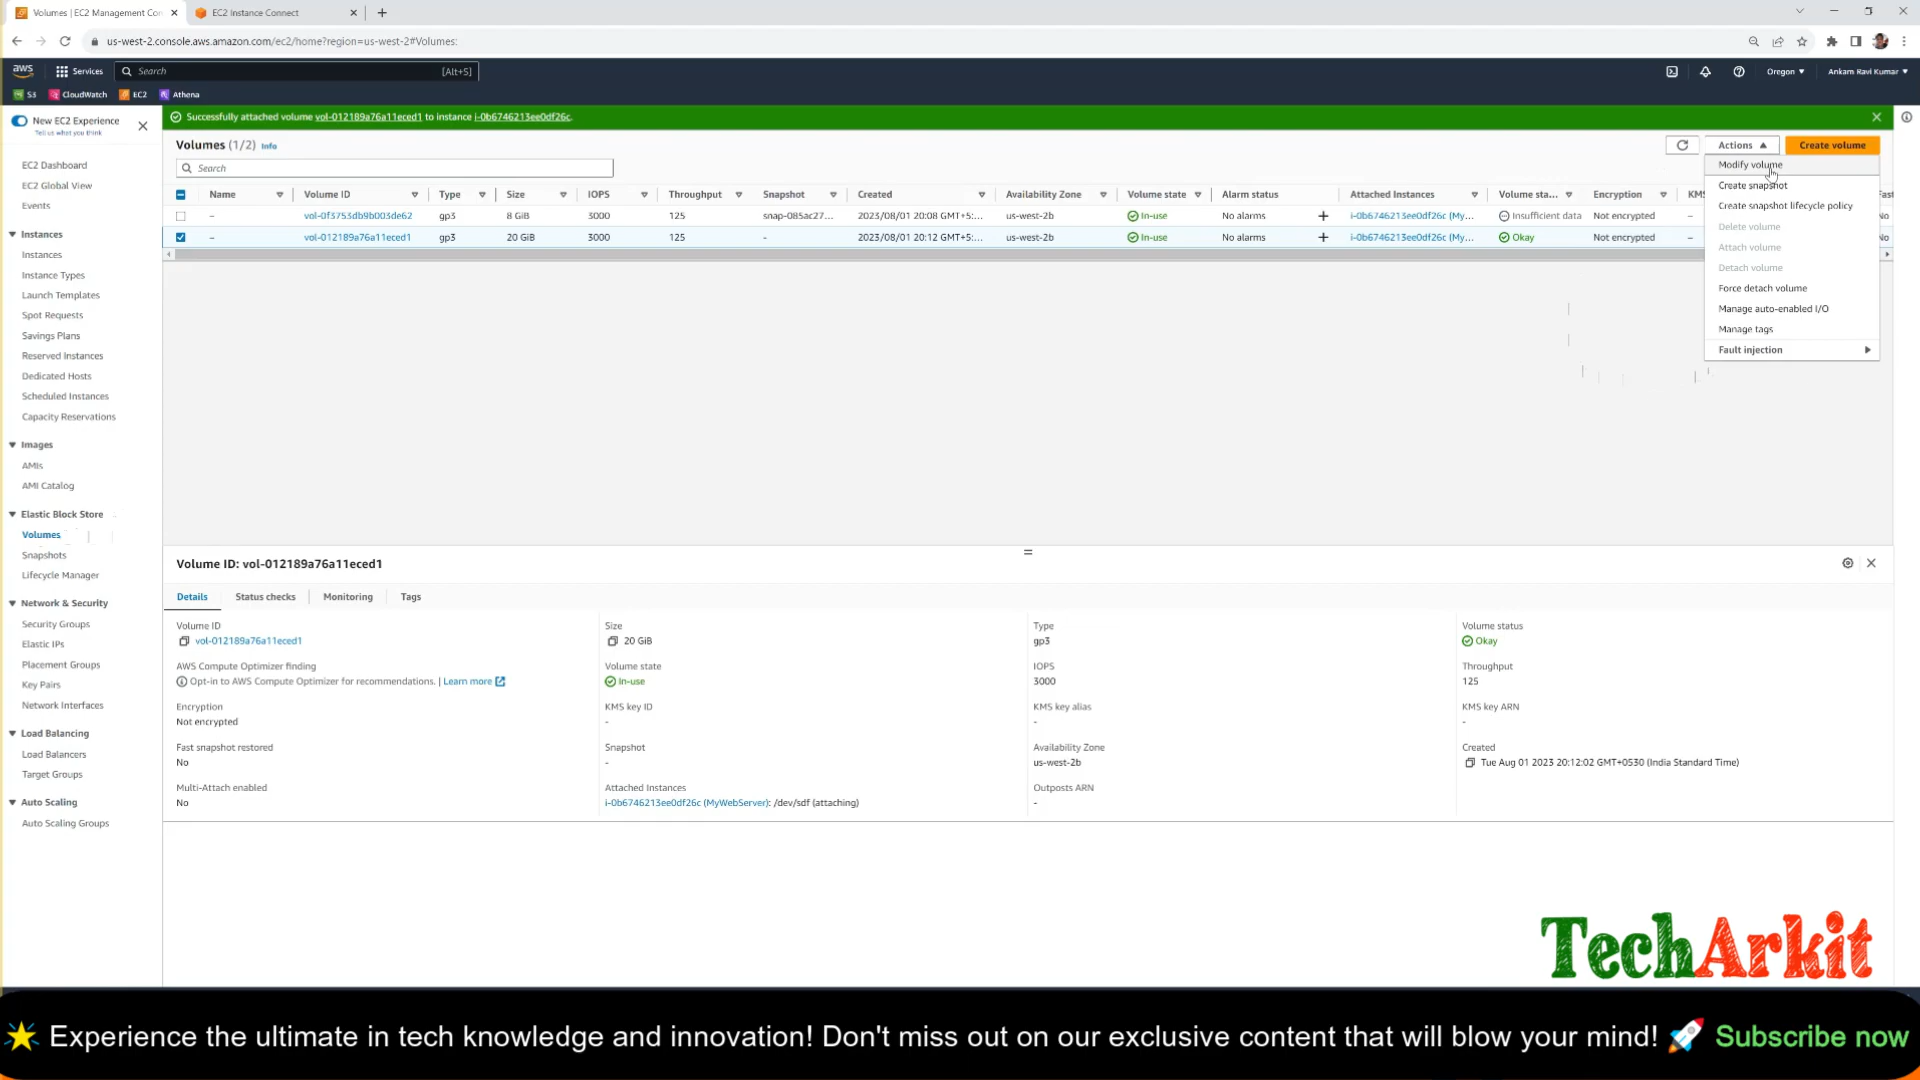 Volumes | EC2 Management Con
EC2 Instance Connect
us-west-2.console.aws.amazon.com/ec2/home?region=us-west-2#Volumes:
aws
Services
Search
[Alt+S]
Oregon
Ankam Ravi Kumar
S3
CloudWatch
EC2
Athena
New EC2 Experience
Tell us what you think
EC2 Dashboard
EC2 Global View
Events
Instances
Instances
Instance Types
Launch Templates
Spot Requests
Savings Plans
Reserved Instances
Dedicated Hosts
Scheduled Instances
Capacity Reservations
Images
AMIs
AMI Catalog
Elastic Block Store
Volumes
Snapshots
Lifecycle Manager
Network & Security
Security Groups
Elastic IPs
Placement Groups
Key Pairs
Network Interfaces
Load Balancing
Load Balancers
Target Groups
Auto Scaling
Auto Scaling Groups
Successfully attached volume vol-012189a76a11eced1 to instance i-0b6746213ee0df26c.
Volumes (1/2) Info
Actions
Create volume
Search
Name Volume ID Type Size IOPS Throughput Snapshot Created Availability Zone Volume state Alarm status Attached Instances Volume sta... Encryption KMS Fast
– vol-0f3753db9b003de62 gp3 8 GiB 3000 125 snap-085ac27... 2023/08/01 20:08 GMT+5:... us-west-2b In-use No alarms + i-0b6746213ee0df26c (My... Insufficient data Not encrypted – No
– vol-012189a76a11eced1 gp3 20 GiB 3000 125 - 2023/08/01 20:12 GMT+5:... us-west-2b In-use No alarms + i-0b6746213ee0df26c (My... Okay Not encrypted – No
Modify volume
Create snapshot
Create snapshot lifecycle policy
Delete volume
Attach volume
Detach volume
Force detach volume
Manage auto-enabled I/O
Manage tags
Fault injection
Volume ID: vol-012189a76a11eced1
Details
Status checks
Monitoring
Tags
Volume ID
vol-012189a76a11eced1
Size
20 GiB
Type
gp3
Volume status
Okay
AWS Compute Optimizer finding
Opt-in to AWS Compute Optimizer for recommendations. | Learn more
Volume state
In-use
IOPS
3000
Throughput
125
Encryption
Not encrypted
KMS key ID
-
KMS key alias
-
KMS key ARN
-
Fast snapshot restored
No
Snapshot
-
Availability Zone
us-west-2b
Created
Tue Aug 01 2023 20:12:02 GMT+0530 (India Standard Time)
Multi-Attach enabled
No
Attached Instances
i-0b6746213ee0df26c (MyWebServer): /dev/sdf (attaching)
Outposts ARN
-
TechArkit
Experience the ultimate in tech knowledge and innovation! Don't miss out on our exclusive content that will blow your mind! Subscribe now